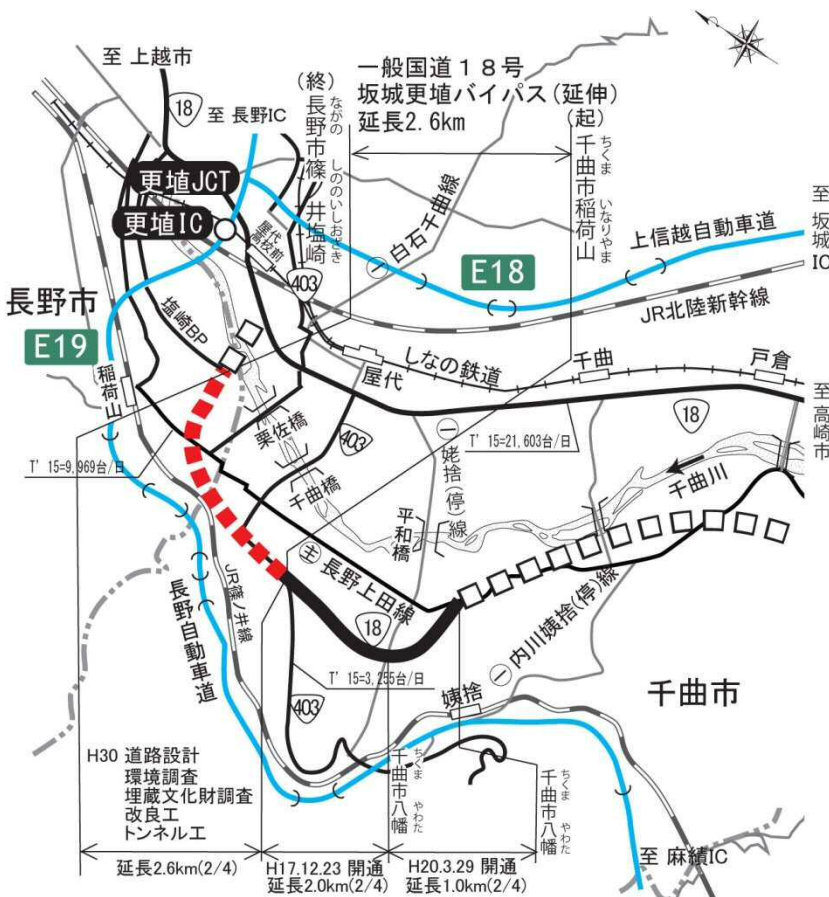 至 上越市
18
至 長野IC
(終)
長野市篠ノ井塩崎
ながの しののいしおざき
一般国道18号
坂城更埴バイパス(延伸)
延長2.6km
(起)
千曲市稲荷山
ちくま いなりやま
更埴JCT
更埴IC
屋代高校前
403
一 白石千曲線
E18
上信越自動車道
至 坂城IC
JR北陸新幹線
長野市
E19
塩崎BP
稲荷山
屋代
しなの鉄道
千曲
戸倉
18
至 高崎市
T' 15=9,969台/日
栗佐橋
403
T' 15=21,603台/日
千曲橋
一 姥捨(停)線
平和橋
千曲川
主 長野上田線
18
長野自動車道
JR篠ノ井線
T' 15=3,255台/日
403
一 内川姨捨(停)線
姨捨
千曲市
H30 道路設計
環境調査
埋蔵文化財調査
改良工
トンネル工
千曲市八幡
ちくま やわた
千曲市八幡
ちくま やわた
至 麻績IC
延長2.6km(2/4)
H17.12.23 開通
延長2.0km(2/4)
H20.3.29 開通
延長1.0km(2/4)